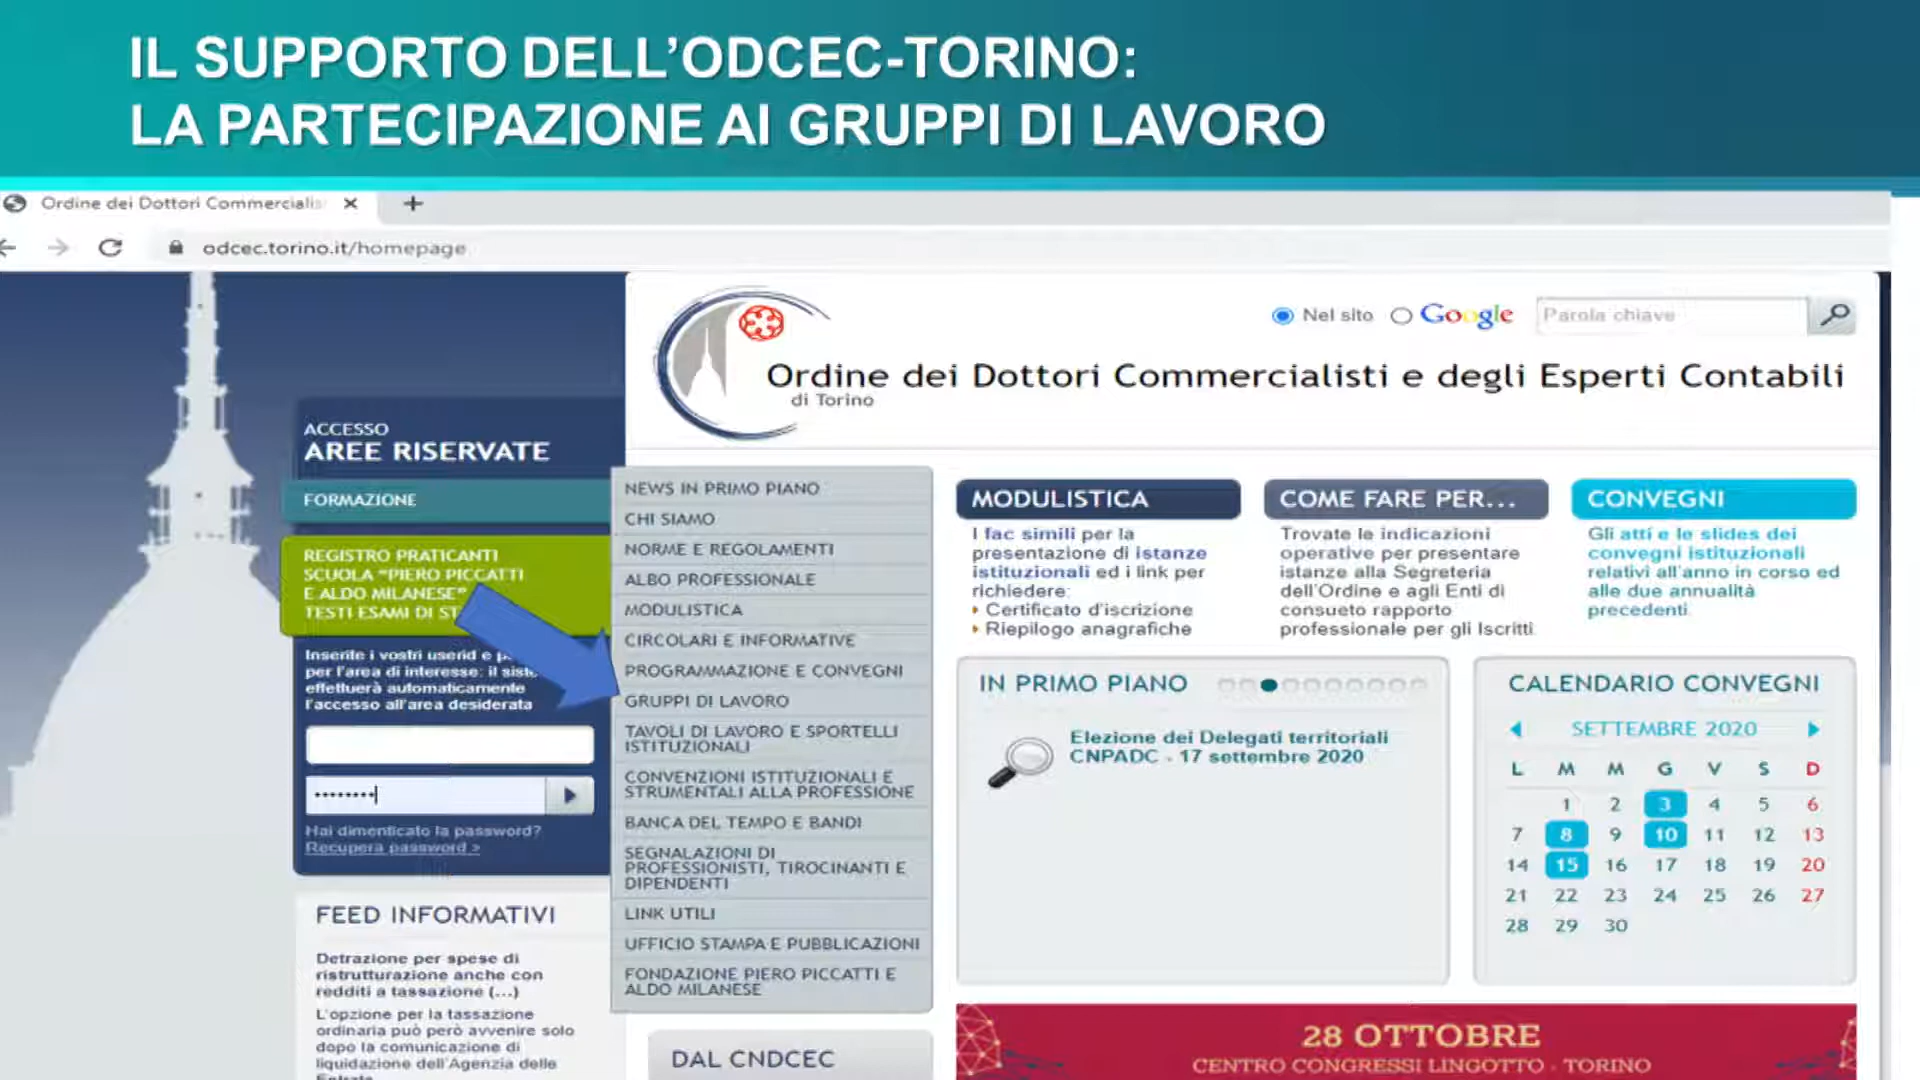 IL SUPPORTO DELL'ODCEC-TORINO:
LA PARTECIPAZIONE AI GRUPPI DI LAVORO
Ordine dei Dottori Commercialis
odcec.torino.it/homepage
Nel sito
Google
Parola chiave
Ordine dei Dottori Commercialisti e degli Esperti Contabili
di Torino
ACCESSO
AREE RISERVATE
FORMAZIONE
REGISTRO PRATICANTI
SCUOLA "PIERO PICCATTI
E ALDO MILANESE"
TESTI ESAMI DI ST
Inserite i vostri userid e p
per l'area di interesse: il siste
effettuerà automaticamente
l'accesso all'area desiderata
Hai dimenticato la password?
Recupera password >
FEED INFORMATIVI
Detrazione per spese di
ristrutturazione anche con
redditi a tassazione (...)
L'opzione per la tassazione
ordinaria può però avvenire solo
dopo la comunicazione di
liquidazione dell'Agenzia delle
Entrate
NEWS IN PRIMO PIANO
CHI SIAMO
NORME E REGOLAMENTI
ALBO PROFESSIONALE
MODULISTICA
CIRCOLARI E INFORMATIVE
PROGRAMMAZIONE E CONVEGNI
GRUPPI DI LAVORO
TAVOLI DI LAVORO E SPORTELLI
ISTITUZIONALI
CONVENZIONI ISTITUZIONALI E
STRUMENTALI ALLA PROFESSIONE
BANCA DEL TEMPO E BANDI
SEGNALAZIONI DI
PROFESSIONISTI, TIROCINANTI E
DIPENDENTI
LINK UTILI
UFFICIO STAMPA E PUBBLICAZIONI
FONDAZIONE PIERO PICCATTI E
ALDO MILANESE
DAL CNDCEC
MODULISTICA
I fac simili per la
presentazione di istanze
istituzionali ed i link per
richiedere:
Certificato d'iscrizione
Riepilogo anagrafiche
COME FARE PER...
Trovate le indicazioni
operative per presentare
istanze alla Segreteria
dell'Ordine e agli Enti di
consueto rapporto
professionale per gli Iscritti
CONVEGNI
Gli atti e le slides dei
convegni istituzionali
relativi all'anno in corso ed
alle due annualità
precedenti
IN PRIMO PIANO
Elezione dei Delegati territoriali
CNPADC - 17 settembre 2020
CALENDARIO CONVEGNI
SETTEMBRE 2020
L M M G V S D
1 2 3 4 5 6
7 8 9 10 11 12 13
14 15 16 17 18 19 20
21 22 23 24 25 26 27
28 29 30
28 OTTOBRE
CENTRO CONGRESSI LINGOTTO - TORINO